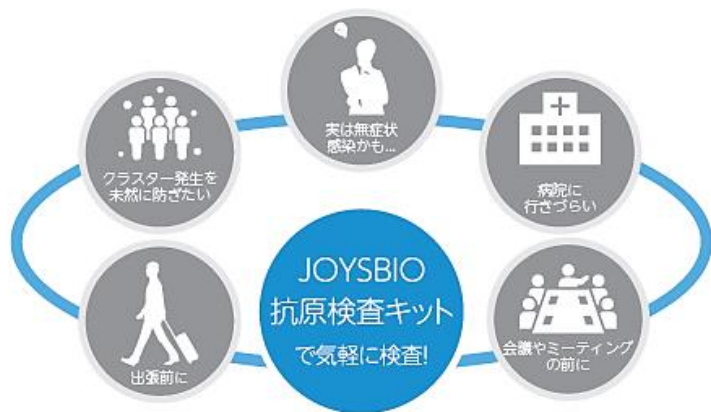 実は無症状
感染かも...
クラスター発生を
未然に防ぎたい
病院に
行きづらい
JOYSBIO
抗原検査キット
で気軽に検査!
出張前に
会議やミーティング
の前に